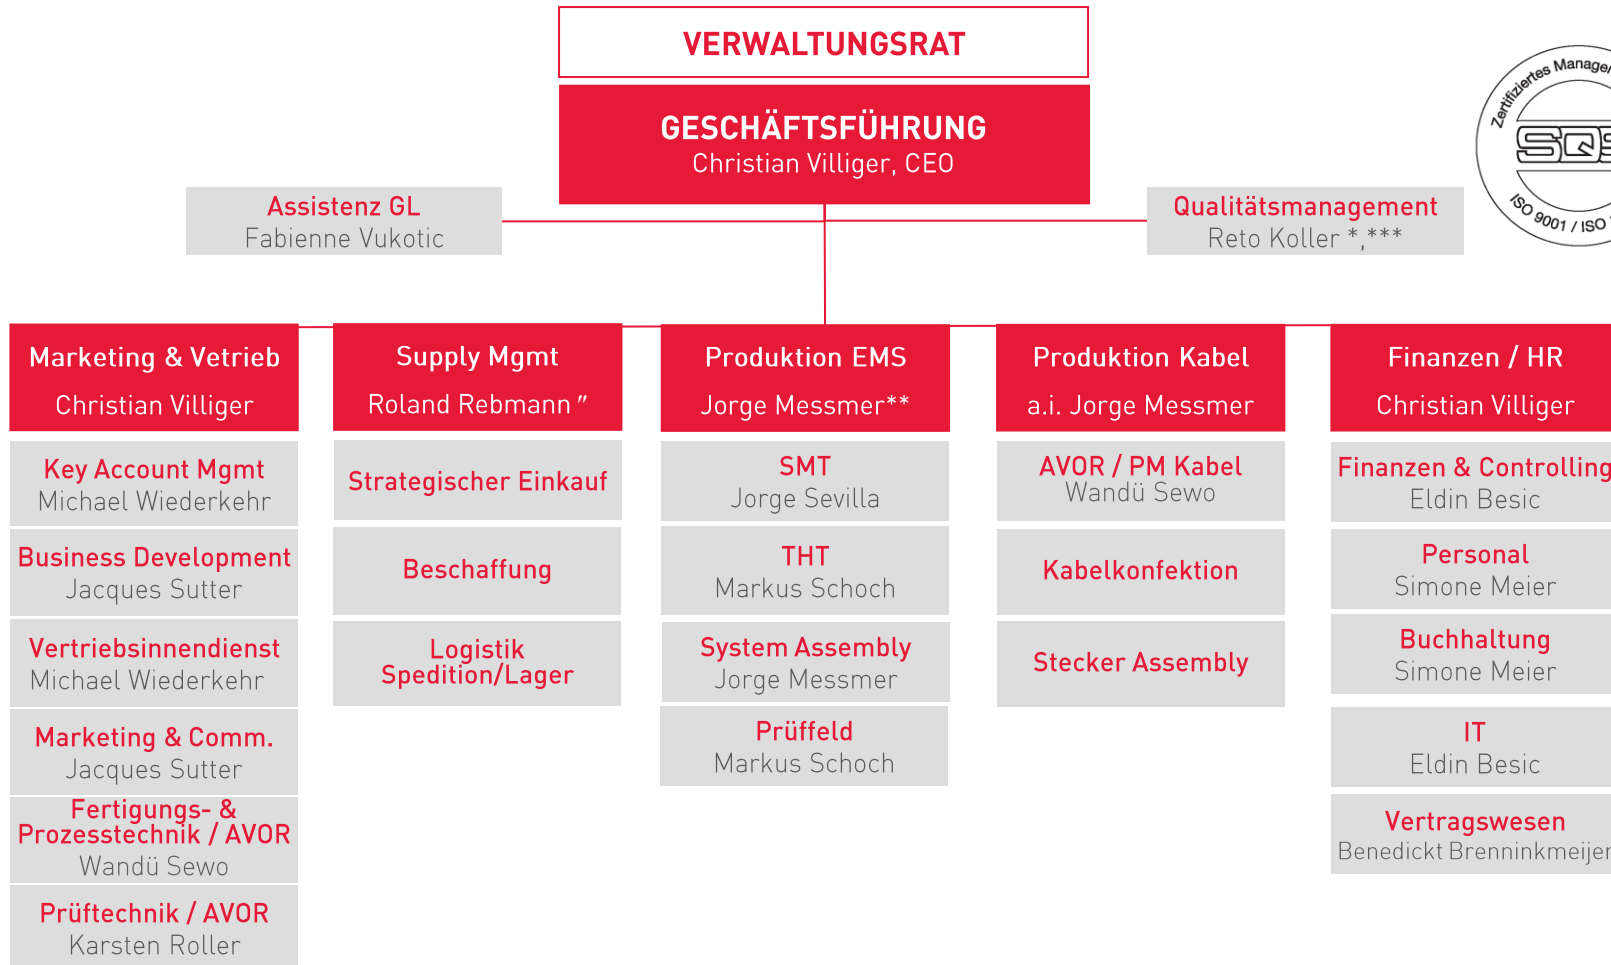 VERWALTUNGSRAT
GESCHÄFTSFÜHRUNG
Christian Villiger, CEO
Zertifiziertes
SQS
ISO 9001 / ISO
Assistenz GL
Fabienne Vukotic
Qualitätsmanagement
Reto Koller *,***
Marketing & Vetrieb
Christian Villiger
Key Account Mgmt
Michael Wiederkehr
Business Development
Jacques Sutter
Vertriebsinnendienst
Michael Wiederkehr
Marketing & Comm.
Jacques Sutter
Fertigungs- &
Prozesstechnik / AVOR
Wandü Sewo
Prüftechnik / AVOR
Karsten Roller
Supply Mgmt
Roland Rebmann "
Strategischer Einkauf
Beschaffung
Logistik
Spedition/Lager
Produktion EMS
Jorge Messmer**
SMT
Jorge Sevilla
THT
Markus Schoch
System Assembly
Jorge Messmer
Prüffeld
Markus Schoch
Produktion Kabel
a.i. Jorge Messmer
AVOR / PM Kabel
Wandü Sewo
Kabelkonfektion
Stecker Assembly
Finanzen / HR
Christian Villiger
Finanzen & Controlling
Eldin Besic
Personal
Simone Meier
Buchhaltung
Simone Meier
IT
Eldin Besic
Vertragswesen
Benedickt Brenninkmeijer